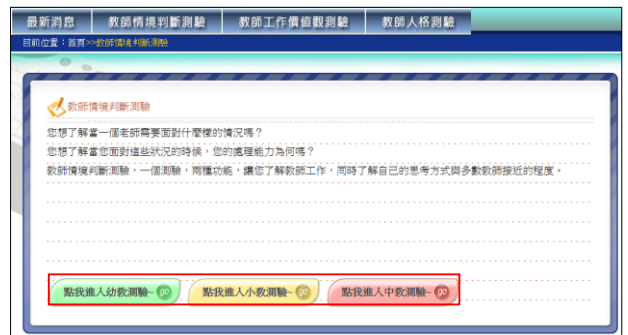 最新消息 教師情境判斷測驗 教師工作價值觀測驗 教師人格測驗
目前位置：首頁>>教師情境判斷測驗
教師情境判斷測驗
您想了解當一個老師需要面對什麼樣的情況嗎？
您想了解當您面對這些狀況的時候，您的處理能力為何嗎？
教師情境判斷測驗，一個測驗，兩種功能，讓您了解教師工作，同時了解自己的思考方式與多數教師接近的程度。
點我進入幼教測驗~ go 點我進入小教測驗~ go 點我進入中教測驗~ go